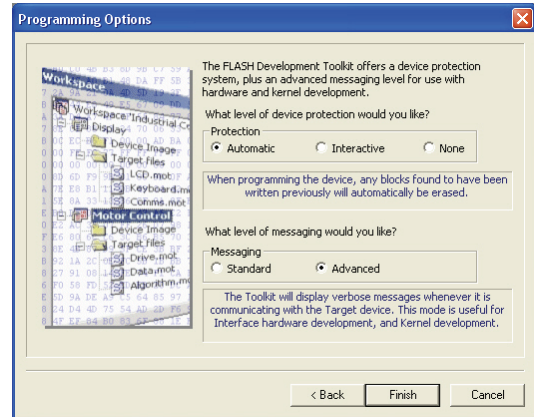 Programming Options
The FLASH Development Toolkit offers a device protection
system, plus an advanced messaging level for use with
hardware and kernel development.
What level of device protection would you like?
Protection
Automatic Interactive None
When programming the device, any blocks found to have been
written previously will automatically be erased.
What level of messaging would you like?
Messaging
Standard Advanced
The Toolkit will display verbose messages whenever it is
communicating with the Target device. This mode is useful for
Interface hardware development, and Kernel development.
Workspace
Workspace "Industrial Co
Display
Device Image
Target files
LCD.mot
Keyboard.m
Comms.mot
Motor Control
Device Image
Target files
Drive.mot
Data.mot
Algorithm.m
< Back Finish Cancel